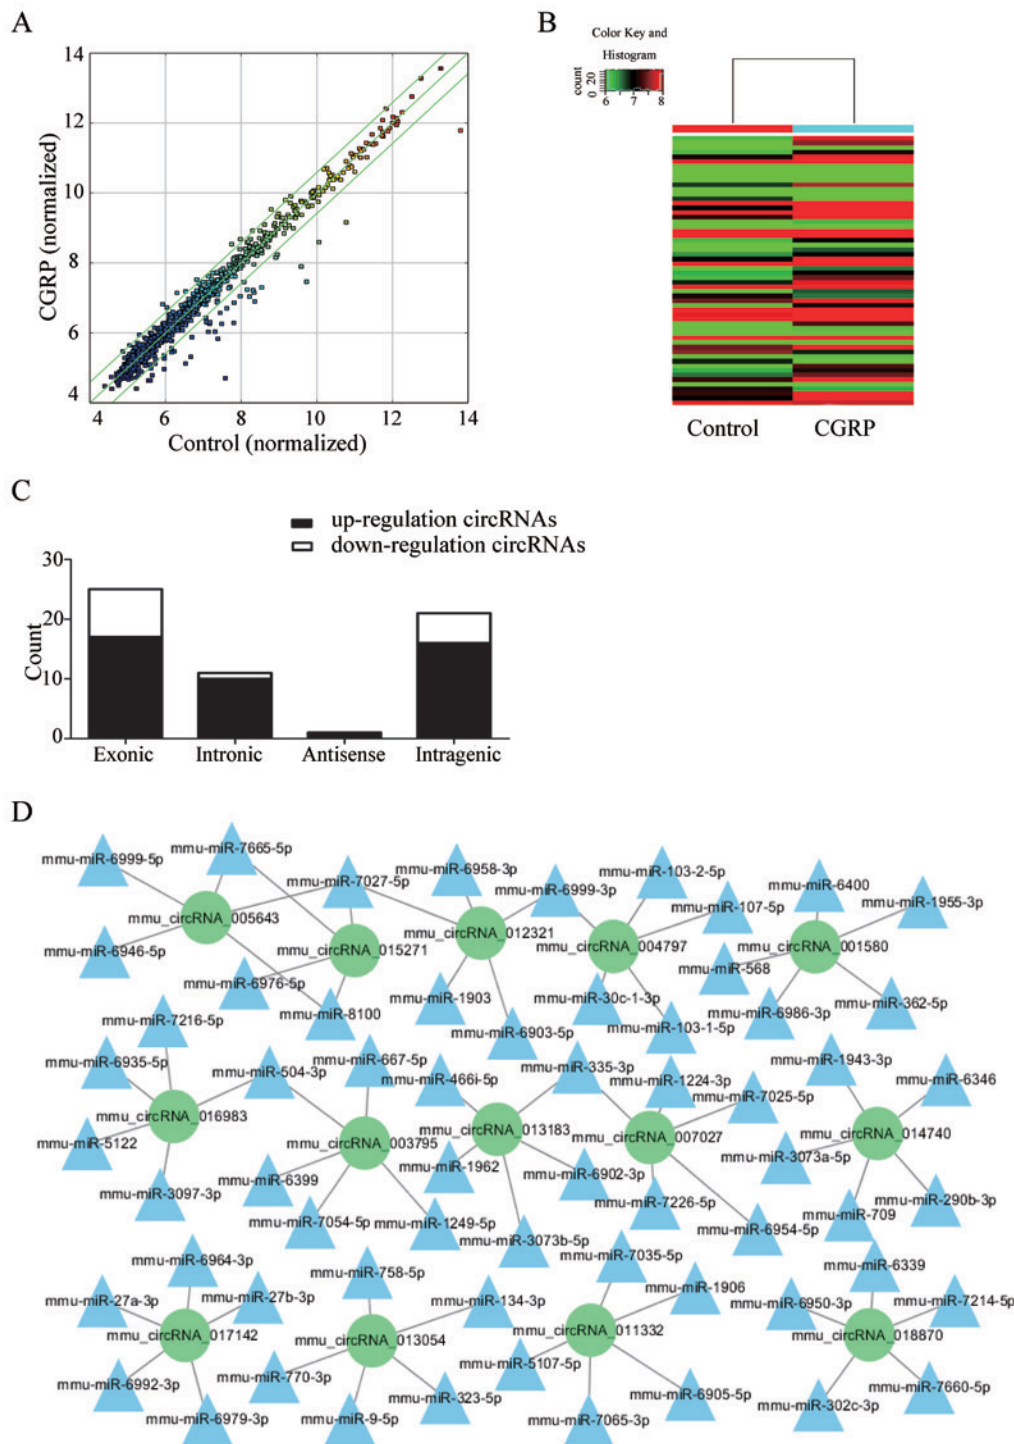 A
14
12
10
8
6
4
CGRP (normalized)
4 6 8 10 12 14
Control (normalized)
B
Color Key and
Histogram
count
0 20
6 7 8
Control CGRP
C
up-regulation circRNAs
down-regulation circRNAs
30
20
10
0
Count
Exonic Intronic Antisense Intragenic
D
mmu-miR-6999-5p
mmu-miR-7665-5p
mmu-miR-7027-5p
mmu-miR-6958-3p
mmu-miR-6999-3p
mmu-miR-103-2-5p
mmu-miR-107-5p
mmu-miR-6400
mmu-miR-1955-3p
mmu_circRNA_005643
mmu_circRNA_015271
mmu_circRNA_012321
mmu_circRNA_004797
mmu_circRNA_001580
mmu-miR-6946-5p
mmu-miR-6976-5p
mmu-miR-8100
mmu-miR-1903
mmu-miR-6903-5p
mmu-miR-30c-1-3p
mmu-miR-103-1-5p
mmu-miR-568
mmu-miR-6986-3p
mmu-miR-362-5p
mmu-miR-7216-5p
mmu-miR-6935-5p
mmu-miR-504-3p
mmu-miR-667-5p
mmu-miR-466i-5p
mmu-miR-335-3p
mmu-miR-1224-3p
mmu-miR-7025-5p
mmu-miR-1943-3p
mmu-miR-6346
mmu_circRNA_016983
mmu_circRNA_003795
mmu_circRNA_013183
mmu_circRNA_007027
mmu_circRNA_014740
mmu-miR-5122
mmu-miR-3097-3p
mmu-miR-6399
mmu-miR-7054-5p
mmu-miR-1962
mmu-miR-1249-5p
mmu-miR-3073b-5p
mmu-miR-6902-3p
mmu-miR-7226-5p
mmu-miR-6954-5p
mmu-miR-3073a-5p
mmu-miR-709
mmu-miR-290b-3p
mmu-miR-6964-3p
mmu-miR-27a-3p
mmu-miR-27b-3p
mmu-miR-758-5p
mmu-miR-134-3p
mmu-miR-7035-5p
mmu-miR-1906
mmu-miR-6339
mmu-miR-6950-3p
mmu-miR-7214-5p
mmu_circRNA_017142
mmu_circRNA_013054
mmu_circRNA_011332
mmu_circRNA_018870
mmu-miR-6992-3p
mmu-miR-6979-3p
mmu-miR-770-3p
mmu-miR-9-5p
mmu-miR-323-5p
mmu-miR-5107-5p
mmu-miR-7065-3p
mmu-miR-6905-5p
mmu-miR-302c-3p
mmu-miR-7660-5p